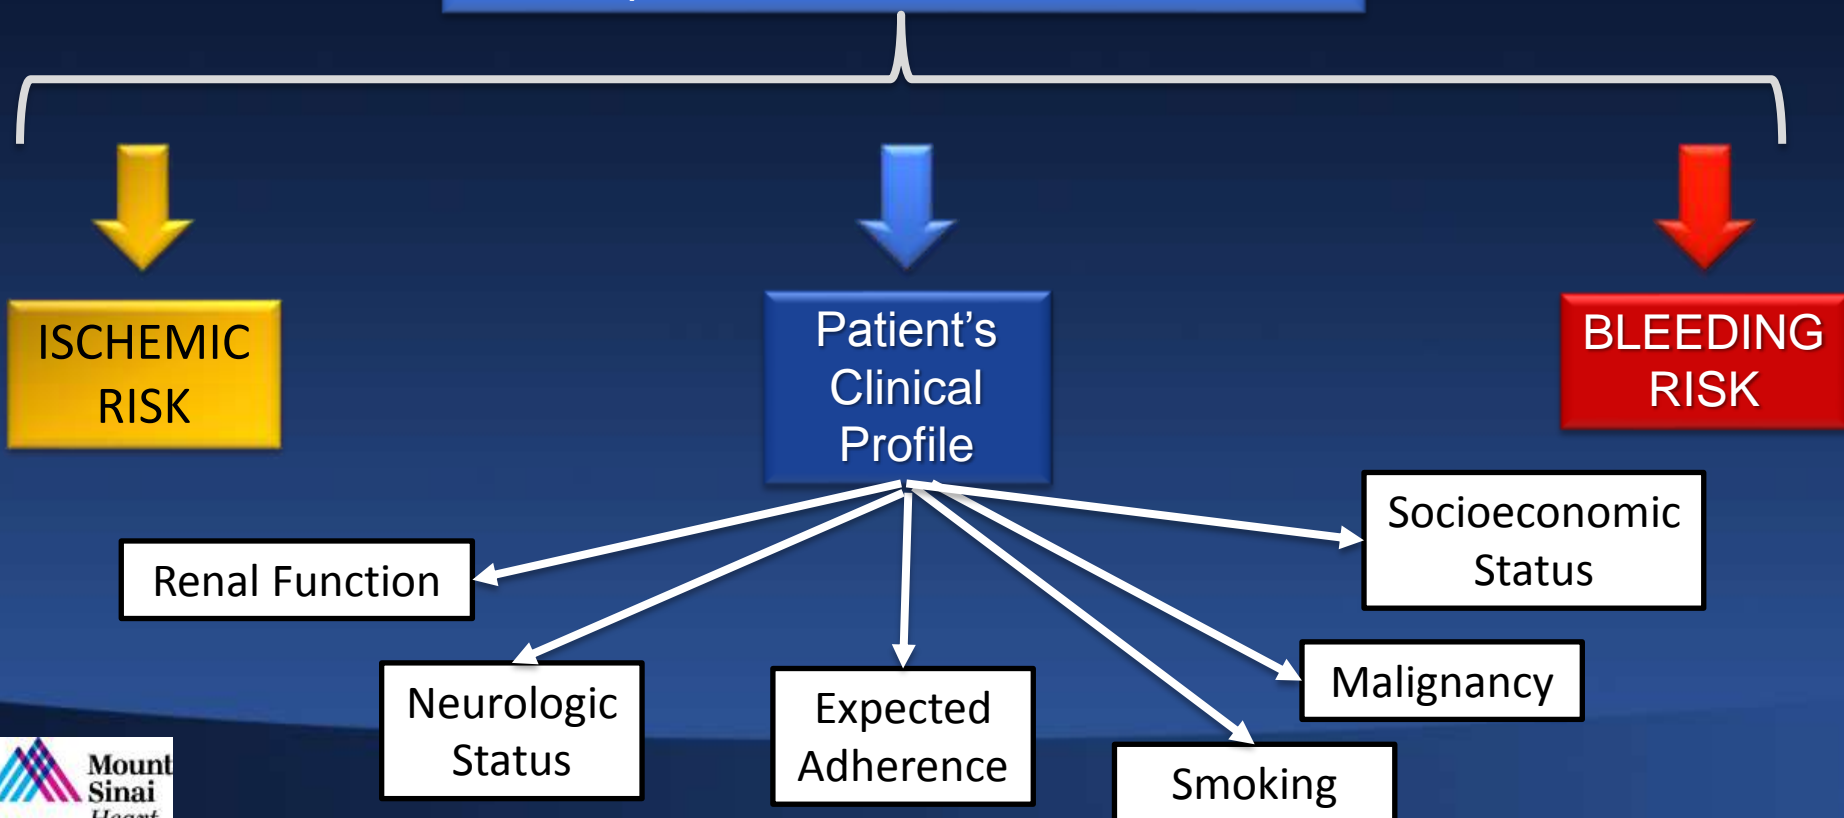 ISCHEMIC
RISK
Patient’s
Clinical
Profile
BLEEDING
RISK
Socioeconomic
Status
Renal Function
Malignancy
Neurologic
Status
Expected
Adherence
Smoking
Mount
Sinai
Heart